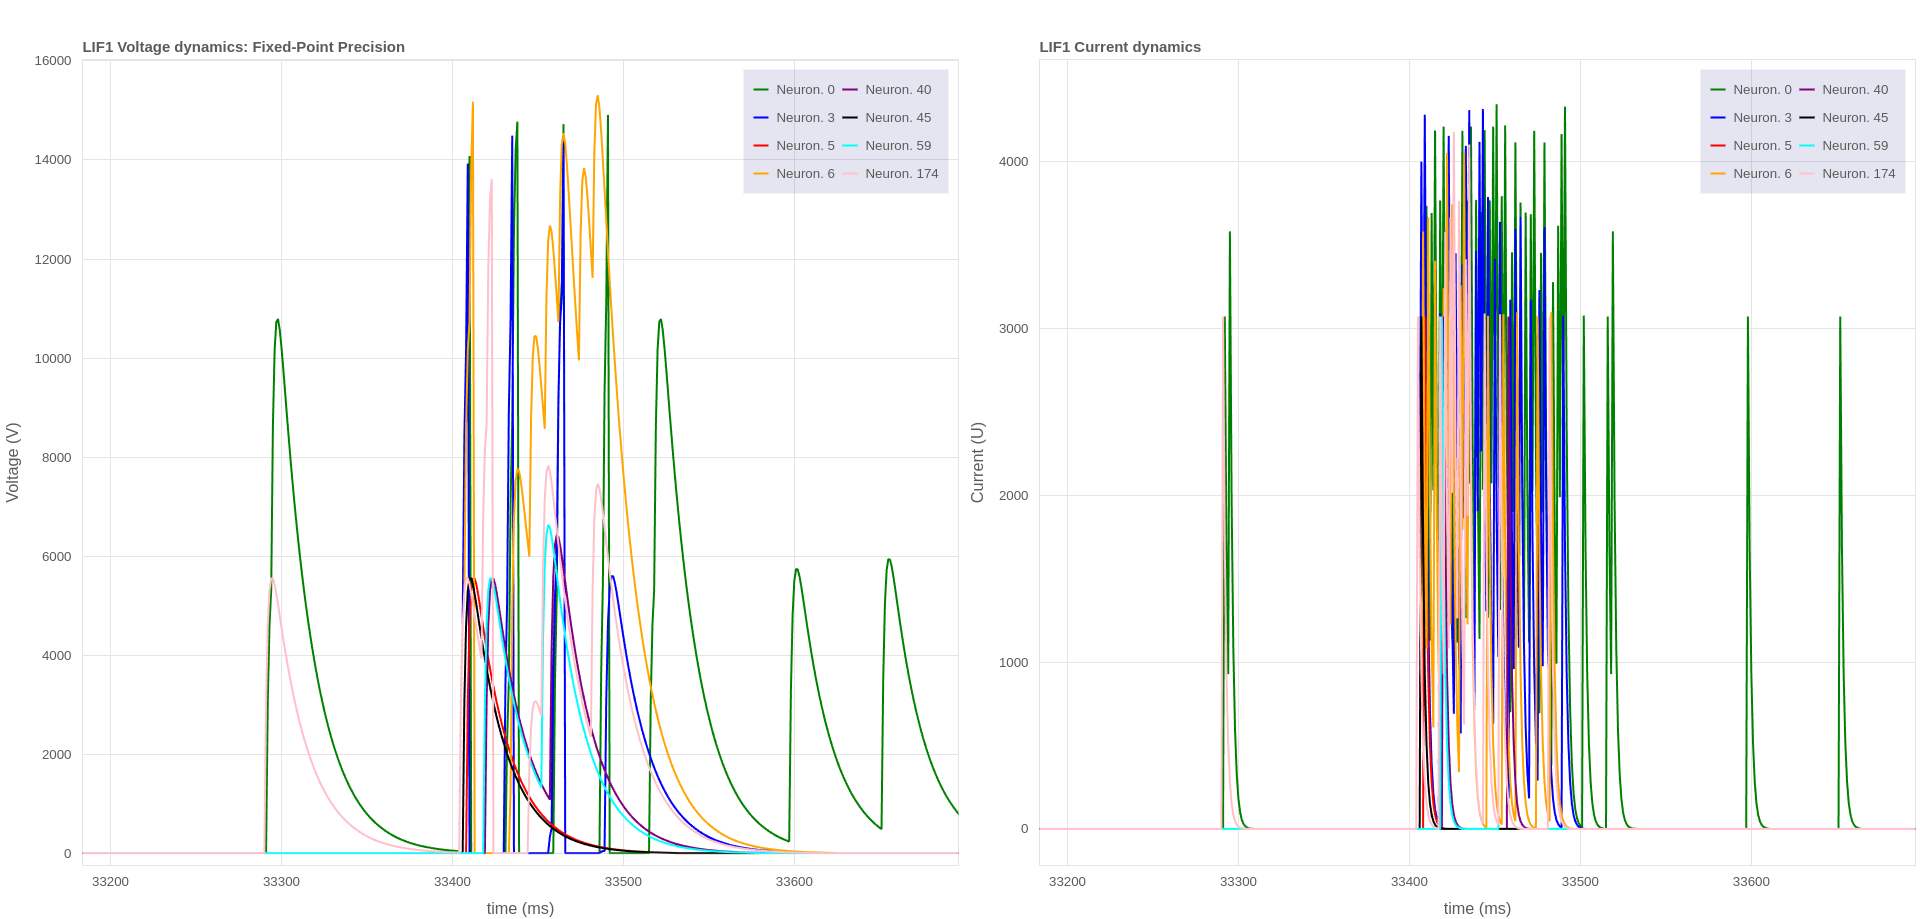 LIF1 Voltage dynamics: Fixed-Point Precision
Voltage (V)
16000
14000
12000
10000
8000
6000
4000
2000
0
33200
33300
33400
33500
33600
time (ms)
Neuron. 0
Neuron. 3
Neuron. 5
Neuron. 6
Neuron. 40
Neuron. 45
Neuron. 59
Neuron. 174
LIF1 Current dynamics
Current (U)
4000
3000
2000
1000
0
33200
33300
33400
33500
33600
time (ms)
Neuron. 0
Neuron. 3
Neuron. 5
Neuron. 6
Neuron. 40
Neuron. 45
Neuron. 59
Neuron. 174